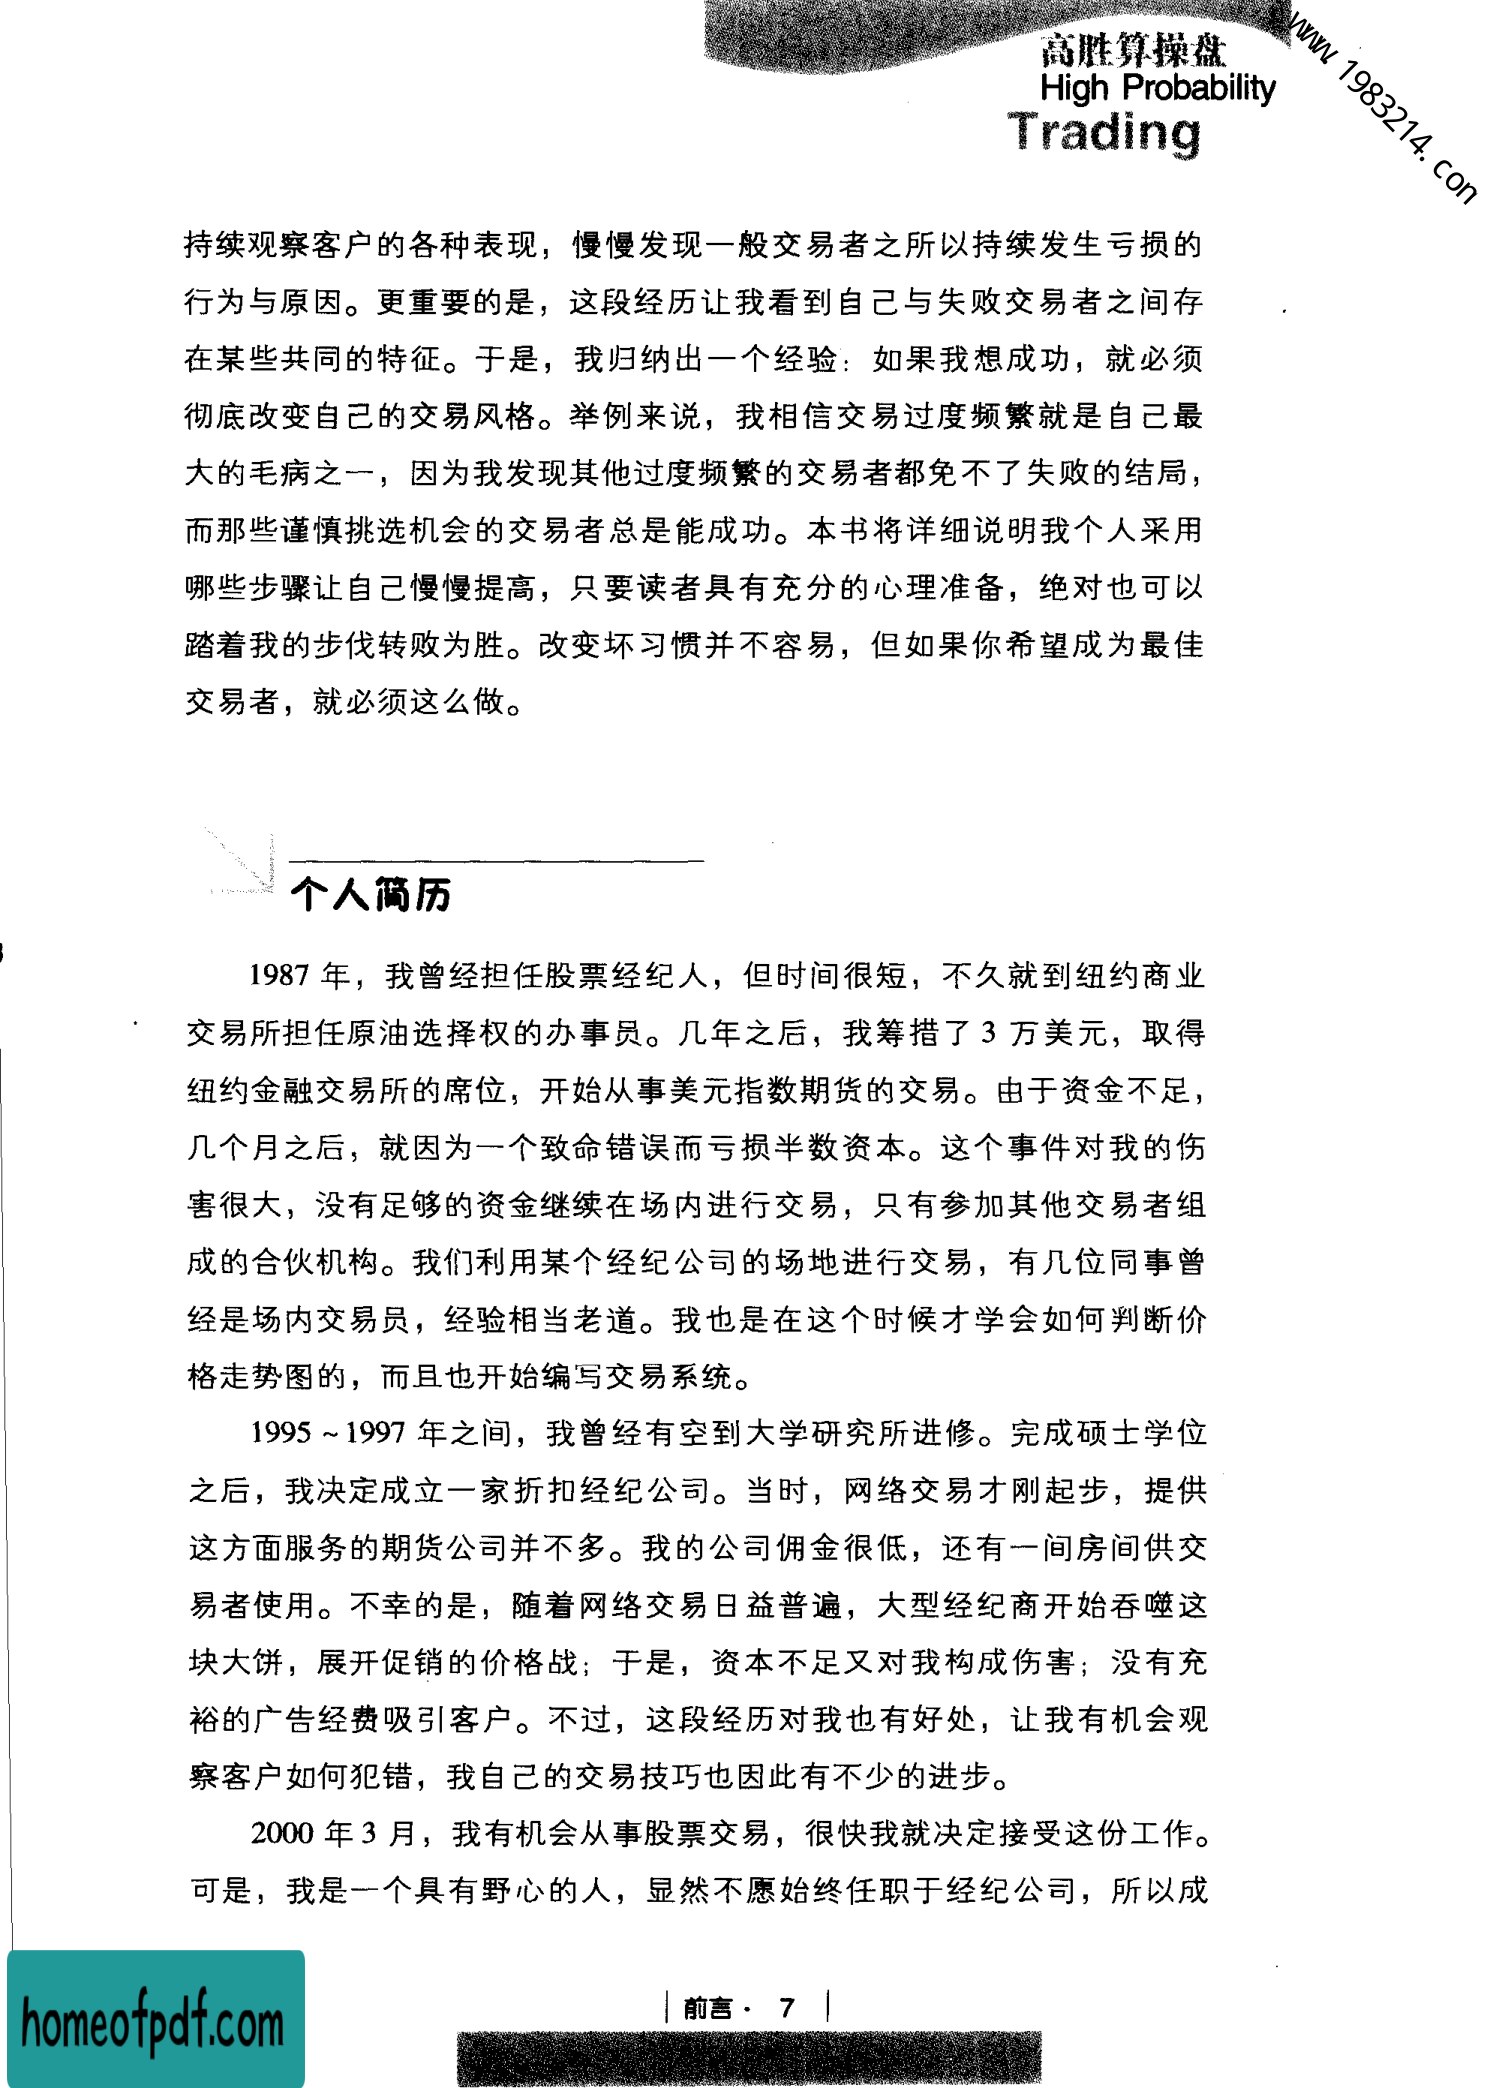 高胜算操盘
High Probability
Trading
www.1983214.con
持续观察客户的各种表现，慢慢发现一般交易者之所以持续发生亏损的
行为与原因。更重要的是，这段经历让我看到自己与失败交易者之间存
在某些共同的特征。于是，我归纳出一个经验：如果我想成功，就必须
彻底改变自己的交易风格。举例来说，我相信交易过度频繁就是自己最
大的毛病之一，因为我发现其他过度频繁的交易者都免不了失败的结局，
而那些谨慎挑选机会的交易者总是能成功。本书将详细说明我个人采用
哪些步骤让自己慢慢提高，只要读者具有充分的心理准备，绝对也可以
踏着我的步伐转败为胜。改变坏习惯并不容易，但如果你希望成为最佳
交易者，就必须这么做。
个人简历
1987 年，我曾经担任股票经纪人，但时间很短，不久就到纽约商业
交易所担任原油选择权的办事员。几年之后，我筹措了 3 万美元，取得
纽约金融交易所的席位，开始从事美元指数期货的交易。由于资金不足，
几个月之后，就因为一个致命错误而亏损半数资本。这个事件对我的伤
害很大，没有足够的资金继续在场内进行交易，只有参加其他交易者组
成的合伙机构。我们利用某个经纪公司的场地进行交易，有几位同事曾
经是场内交易员，经验相当老道。我也是在这个时候才学会如何判断价
格走势图的，而且也开始编写交易系统。
1995～1997 年之间，我曾经有空到大学研究所进修。完成硕士学位
之后，我决定成立一家折扣经纪公司。当时，网络交易才刚起步，提供
这方面服务的期货公司并不多。我的公司佣金很低，还有一间房间供交
易者使用。不幸的是，随着网络交易日益普遍，大型经纪商开始吞噬这
块大饼，展开促销的价格战；于是，资本不足又对我构成伤害；没有充
裕的广告经费吸引客户。不过，这段经历对我也有好处，让我有机会观
察客户如何犯错，我自己的交易技巧也因此有不少的进步。
2000 年 3 月，我有机会从事股票交易，很快我就决定接受这份工作。
可是，我是一个具有野心的人，显然不愿始终任职于经纪公司，所以成
前言· 7
homeofpdf.com